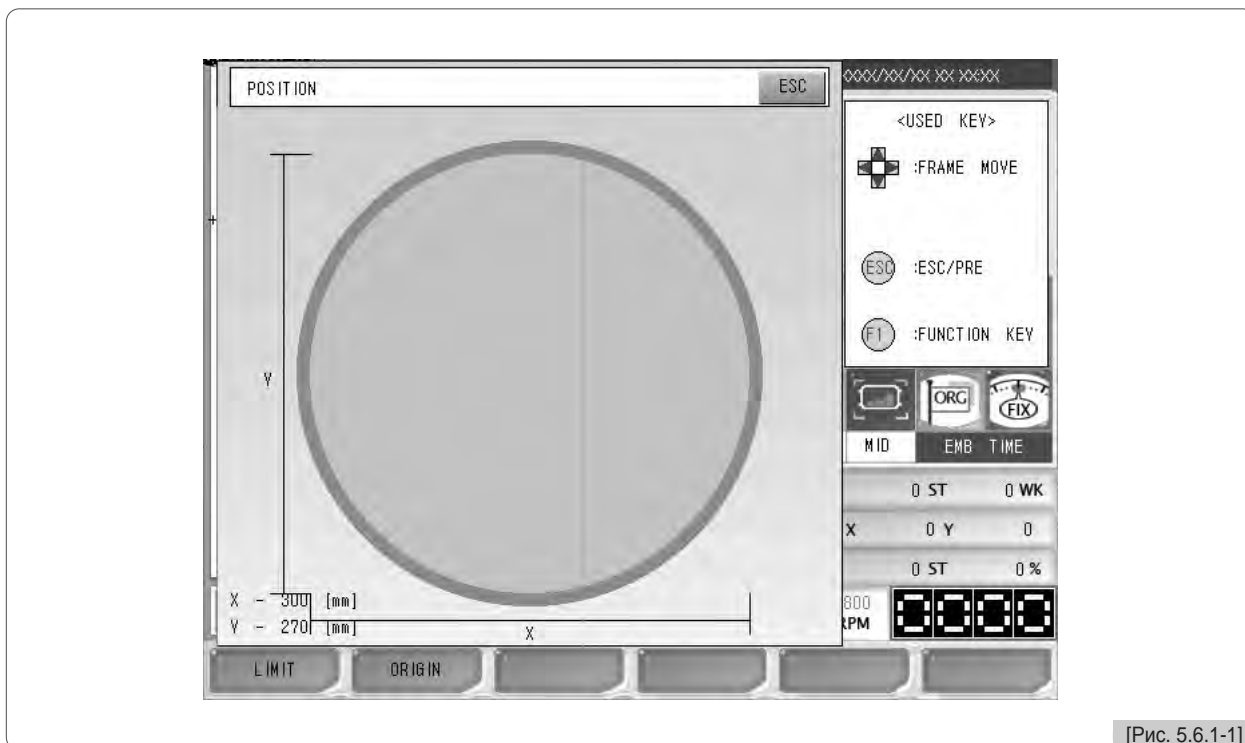 POSITION ESC
XXXX/XX/XX XX XX:XX
<USED KEY>
:FRAME MOVE
ESC :ESC/PRE
F1 :FUNCTION KEY
Y
ORG FIX
MID EMB TIME
0 ST 0 WK
X 0 Y 0
0 ST 0 %
800
RPM
X - 300 [mm]
Y - 270 [mm]
X
LIMIT ORIGIN
[Рис. 5.6.1-1]